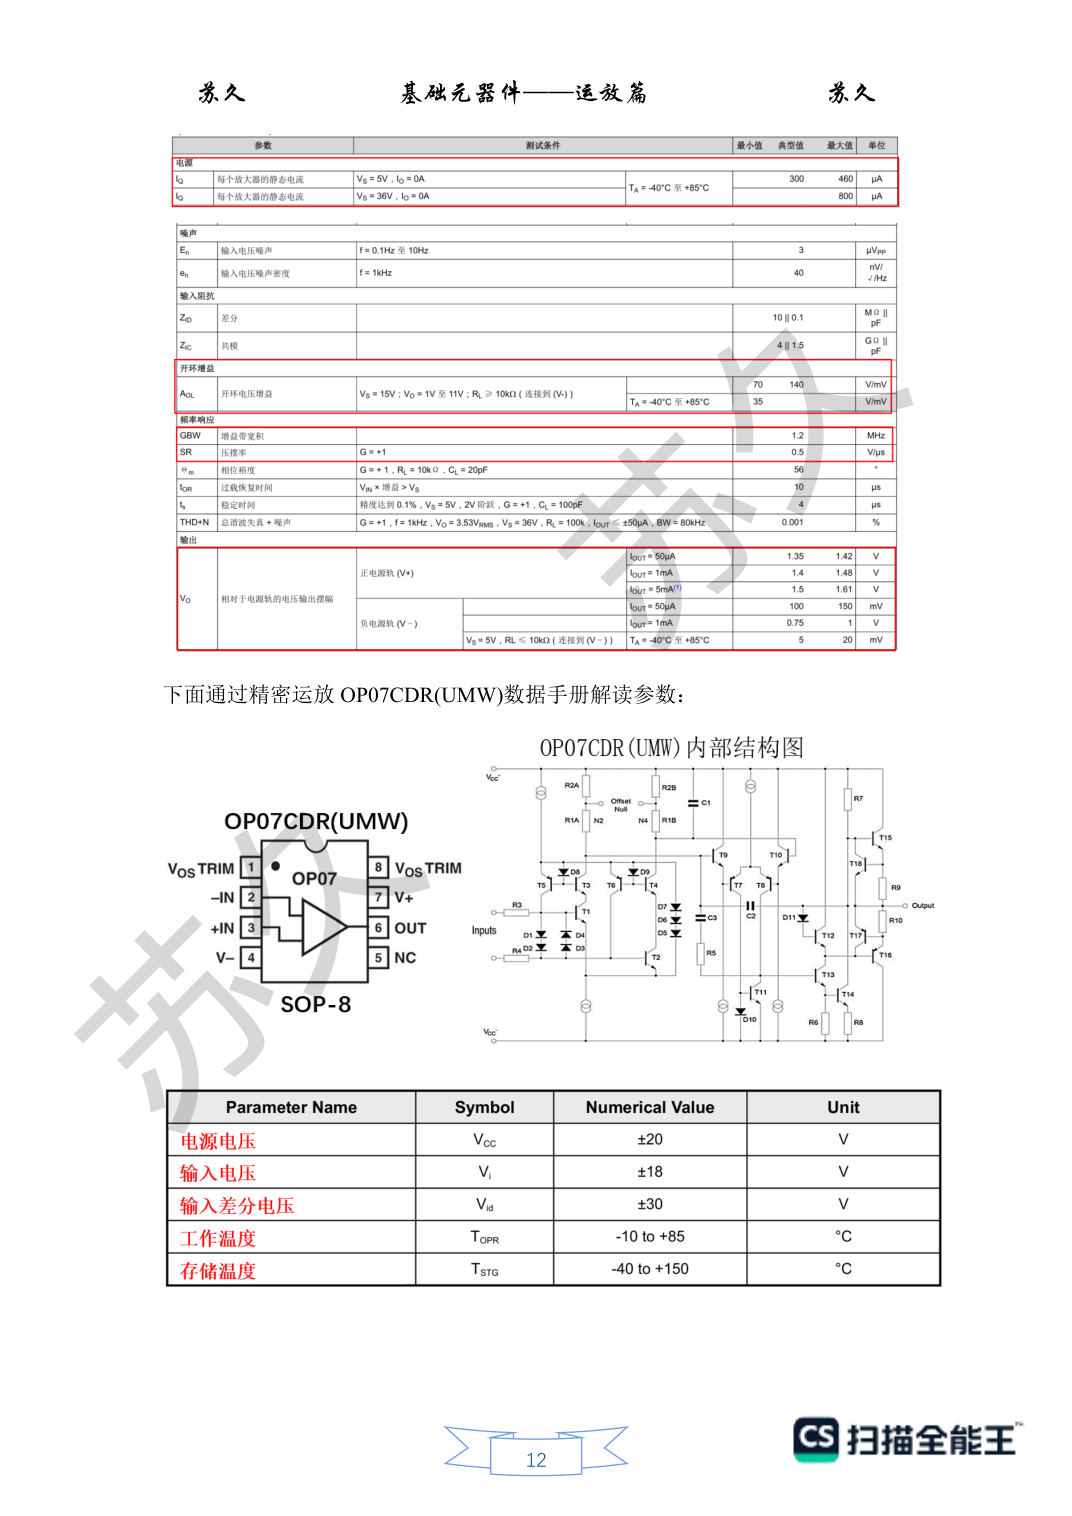 苏久 基础元器件——运放篇 苏久
参数 测试条件 最小值 典型值 最大值 单位
电源
IQ 每个放大器的静态电流 VS = 5V，IO = 0A TA = -40°C 至 +85°C 300 460 μA
IQ 每个放大器的静态电流 VS = 36V，IO = 0A 800 μA
噪声
En 输入电压噪声 f = 0.1Hz 至 10Hz 3 μVPP
en 输入电压噪声密度 f = 1kHz 40 nV/√/Hz
输入阻抗
ZID 差分 10 || 0.1 MΩ || pF
ZIC 共模 4 || 1.5 GΩ || pF
开环增益
AOL 开环电压增益 VS = 15V；VO = 1V 至 11V；RL ≥ 10kΩ（连接到 (V-)） 70 140 V/mV
TA = -40°C 至 +85°C 35 V/mV
频率响应
GBW 增益带宽积 1.2 MHz
SR 压摆率 G = +1 0.5 V/μs
Θm 相位裕度 G = + 1，RL = 10kΩ，CL = 20pF 56 °
tOR 过载恢复时间 VIN × 增益 > VS 10 μs
ts 稳定时间 精度达到 0.1%，VS = 5V，2V 阶跃，G = +1，CL = 100pF 4 μs
THD+N 总谐波失真 + 噪声 G = +1，f = 1kHz，VO = 3.53VRMS，VS = 36V，RL = 100k，IOUT ≤ ±50μA，BW = 80kHz 0.001 %
输出
VO 相对于电源轨的电压输出摆幅 正电源轨 (V+) IOUT = 50μA 1.35 1.42 V
IOUT = 1mA 1.4 1.48 V
IOUT = 5mA(1) 1.5 1.61 V
负电源轨 (V-) IOUT = 50μA 100 150 mV
IOUT = 1mA 0.75 1 V
VS = 5V，RL ≤ 10kΩ（连接到 (V-)） TA = -40°C 至 +85°C 5 20 mV
下面通过精密运放 OP07CDR(UMW)数据手册解读参数：
OP07CDR(UMW)内部结构图
OP07CDR(UMW)
VOS TRIM 1 8 VOS TRIM
OP07
–IN 2 7 V+
+IN 3 6 OUT
V– 4 5 NC
SOP-8
VCC+
R2A R2B
Offset Null C1
R1A N2 N4 R1B
R7
T15
T9 T10 T18
D8 D9
T5 T3 T6 T4 T7 T8 R9
R3 T1 D7 Output
D6 C3 C2 D11 R10
Inputs D1 D4 D5 T12 T17
R4 D2 D3 T2 R5 T16
T13
T11 T14
D10 R6 R8
VCC-
Parameter Name Symbol Numerical Value Unit
电源电压 VCC ±20 V
输入电压 Vi ±18 V
输入差分电压 Vid ±30 V
工作温度 TOPR -10 to +85 °C
存储温度 TSTG -40 to +150 °C
苏久
苏久
12
CS 扫描全能王™